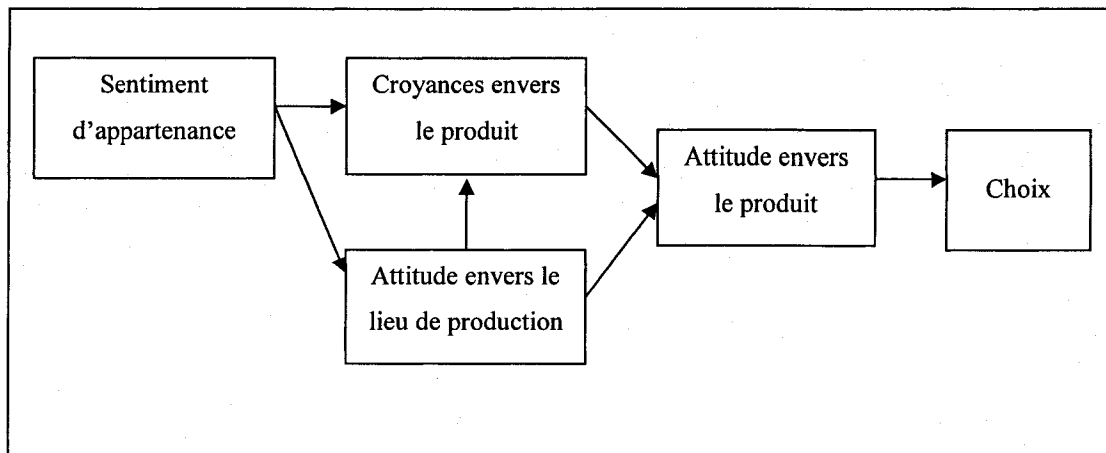 Sentiment
d'appartenance
Croyances envers
le produit
Attitude envers
le produit
Choix
Attitude envers le
lieu de production